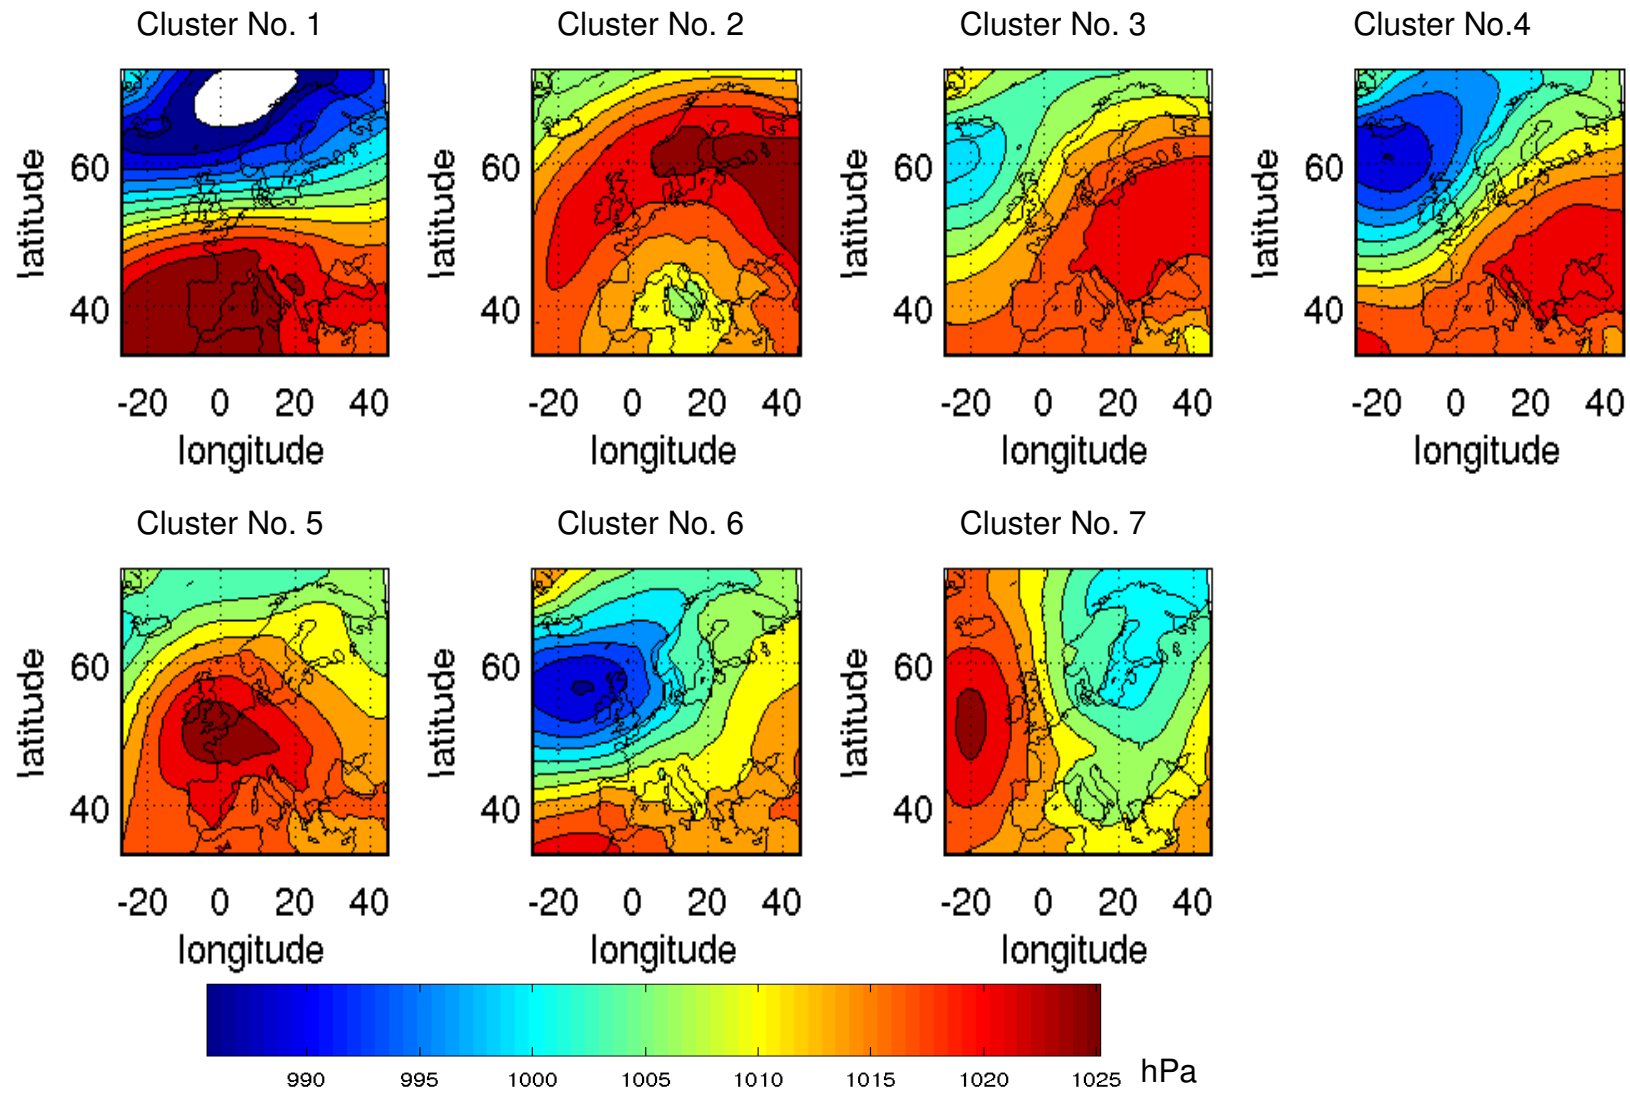 Cluster No. 1
Cluster No. 2
Cluster No. 3
Cluster No.4
latitude
60
40
-20 0 20 40
longitude
latitude
60
40
-20 0 20 40
longitude
latitude
60
40
-20 0 20 40
longitude
latitude
60
40
-20 0 20 40
longitude
Cluster No. 5
Cluster No. 6
Cluster No. 7
latitude
60
40
-20 0 20 40
longitude
latitude
60
40
-20 0 20 40
longitude
latitude
60
40
-20 0 20 40
longitude
990 995 1000 1005 1010 1015 1020 1025 hPa